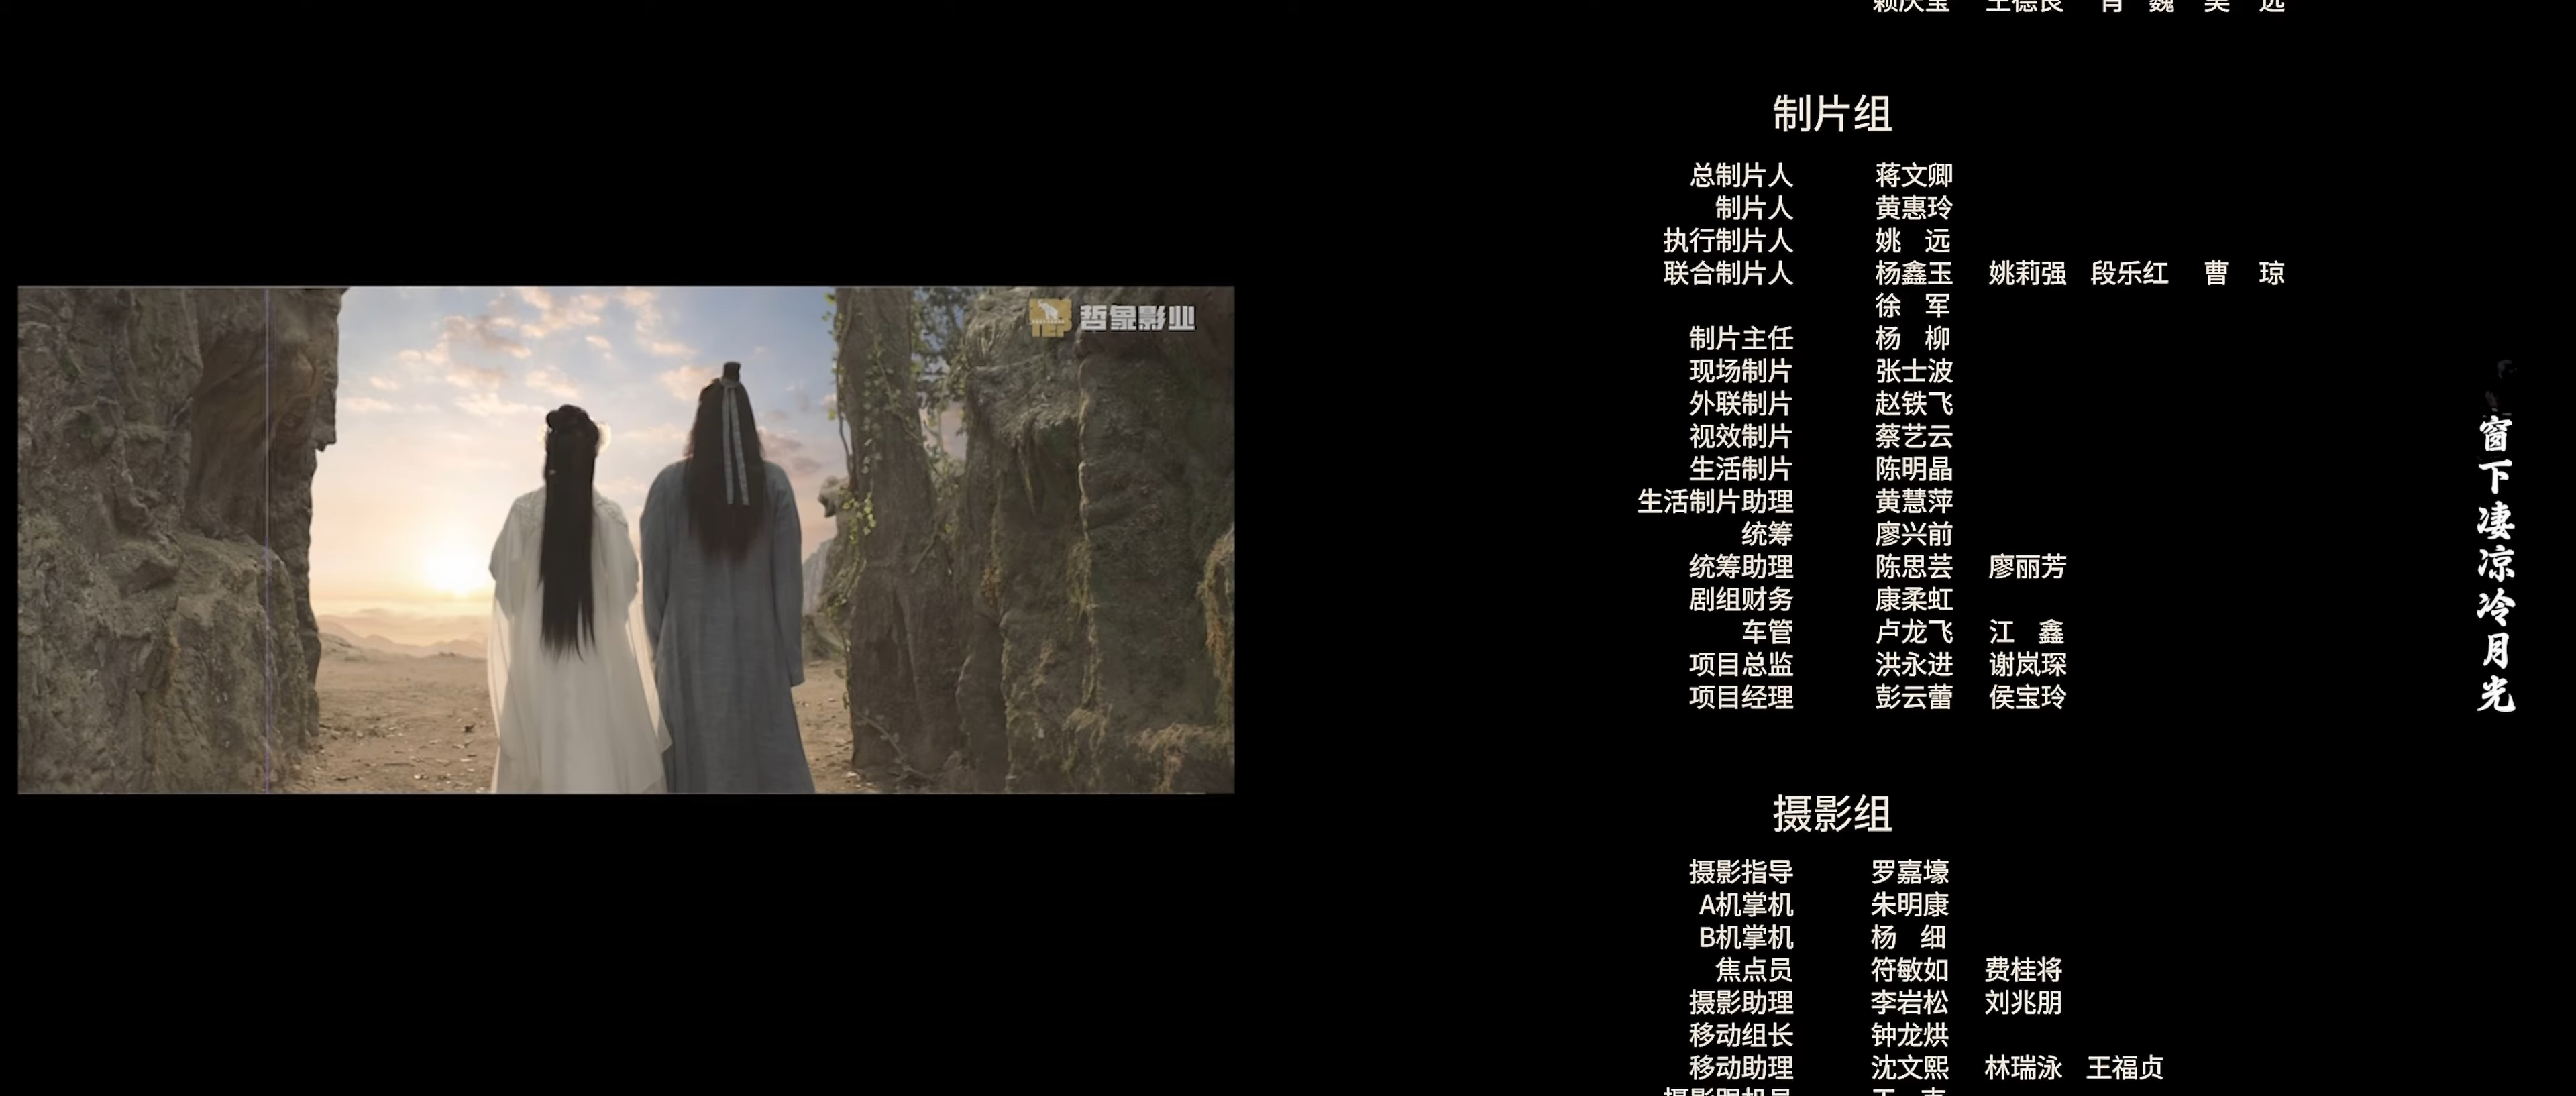 哲象影业
制片组
总制片人 蒋文卿
制片人 黄惠玲
执行制片人 姚 远
联合制片人 杨鑫玉 姚莉强 段乐红 曹 琼
徐 军
制片主任 杨 柳
现场制片 张士波
外联制片 赵铁飞
视效制片 蔡艺云
生活制片 陈明晶
生活制片助理 黄慧萍
统筹 廖兴前
统筹助理 陈思芸 廖丽芳
剧组财务 康柔虹
车管 卢龙飞 江 鑫
项目总监 洪永进 谢岚琛
项目经理 彭云蕾 侯宝玲
摄影组
摄影指导 罗嘉壕
A机掌机 朱明康
B机掌机 杨 细
焦点员 符敏如 费桂将
摄影助理 李岩松 刘兆朋
移动组长 钟龙烘
移动助理 沈文熙 林瑞泳 王福贞
窗下凄凉冷月光